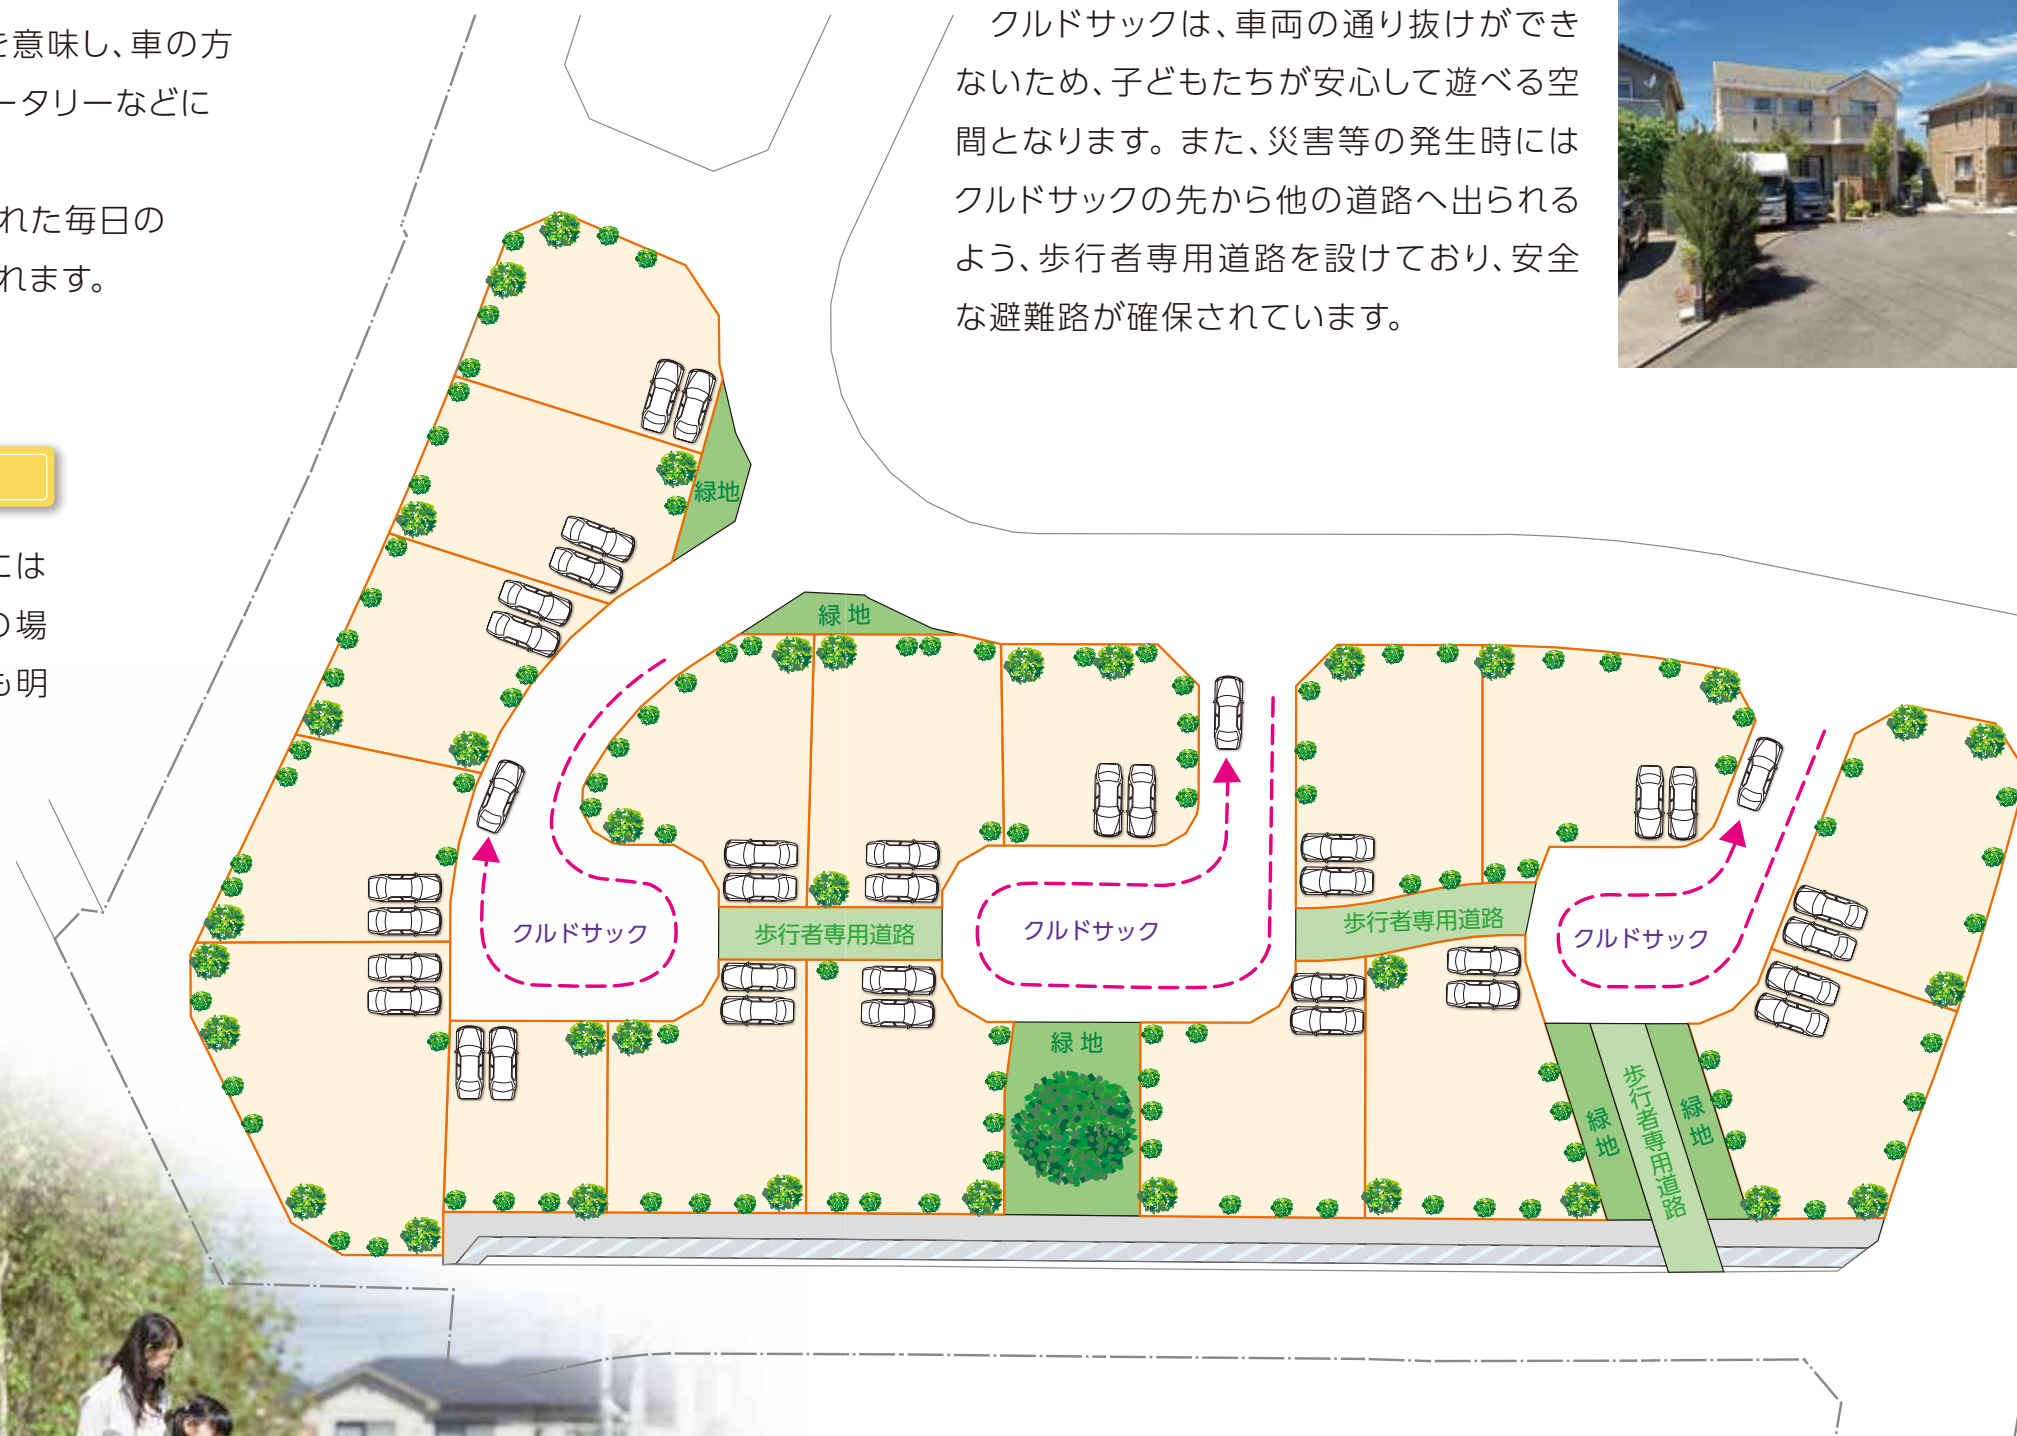 を意味し、車の方
ータリーなどに
れた毎日の
れます。
には
の場
も明
クルドサックは、車両の通り抜けができ
ないため、子どもたちが安心して遊べる空
間となります。また、災害等の発生時には
クルドサックの先から他の道路へ出られる
よう、歩行者専用道路を設けており、安全
な避難路が確保されています。
緑地
緑地
クルドサック
歩行者専用道路
クルドサック
歩行者専用道路
クルドサック
緑地
緑地
歩行者専用道路
緑地